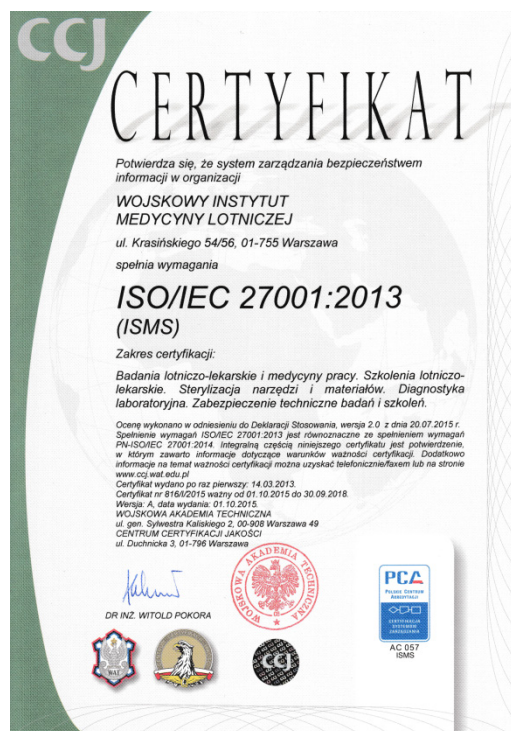 CCJ
CERTYFIKAT
Potwierdza się, że system zarządzania bezpieczeństwem
informacji w organizacji
WOJSKOWY INSTYTUT
MEDYCYNY LOTNICZEJ
ul. Krasińskiego 54/56, 01-755 Warszawa
spełnia wymagania
ISO/IEC 27001:2013
(ISMS)
Zakres certyfikacji:
Badania lotniczo-lekarskie i medycyny pracy. Szkolenia lotniczo-
lekarskie. Sterylizacja narzędzi i materiałów. Diagnostyka
laboratoryjna. Zabezpieczenie techniczne badań i szkoleń.
Ocenę wykonano w odniesieniu do Deklaracji Stosowania, wersja 2.0 z dnia 20.07.2015 r.
Spełnienie wymagań ISO/IEC 27001:2013 jest równoznaczne ze spełnieniem wymagań
PN-ISO/IEC 27001:2014. Integralną częścią niniejszego certyfikatu jest potwierdzenie,
w którym zawarto informacje dotyczące warunków ważności certyfikacji. Dodatkowo
informacje na temat ważności certyfikacji można uzyskać telefonicznie/faxem lub na stronie
www.ccj.wat.edu.pl
Certyfikat wydano po raz pierwszy: 14.03.2013.
Certyfikat nr 816/I/2015 ważny od 01.10.2015 do 30.09.2018.
Wersja: A, data wydania: 01.10.2015.
WOJSKOWA AKADEMIA TECHNICZNA
ul. gen. Sylwestra Kaliskiego 2, 00-908 Warszawa 49
CENTRUM CERTYFIKACJI JAKOŚCI
ul. Duchnicka 3, 01-796 Warszawa
WOJSKOWA AKADEMIA TECHNICZNA
DR INŻ. WITOLD POKORA
WAT
CCJ
PCA
POLSKIE CENTRUM
AKREDYTACJI
CERTYFIKACJA
SYSTEMÓW
ZARZĄDZANIA
AC 057
ISMS